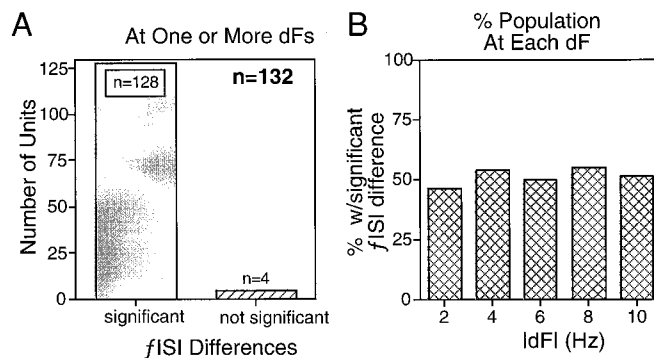 A
At One or More dFs
Number of Units
125
100
75
50
25
0
n=128
n=132
n=4
significant
not significant
ƒISI Differences
B
% Population
At Each dF
% w/significant
ƒISI difference
100
75
50
25
0
2 4 6 8 10
ldFl (Hz)